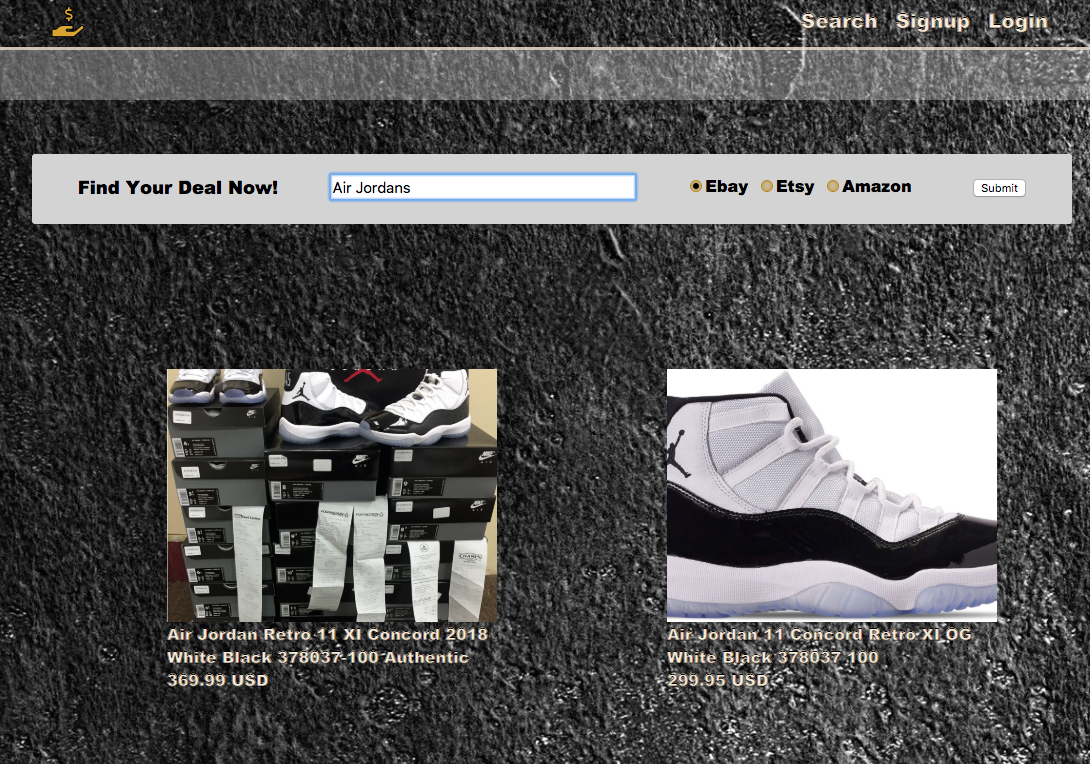 Search Signup Login
Find Your Deal Now! Air Jordans Ebay Etsy Amazon Submit
Air Jordan Retro 11 XI Concord 2018
White Black 378037-100 Authentic
369.99 USD
Air Jordan 11 Concord Retro XI OG
White Black 378037 100
299.95 USD